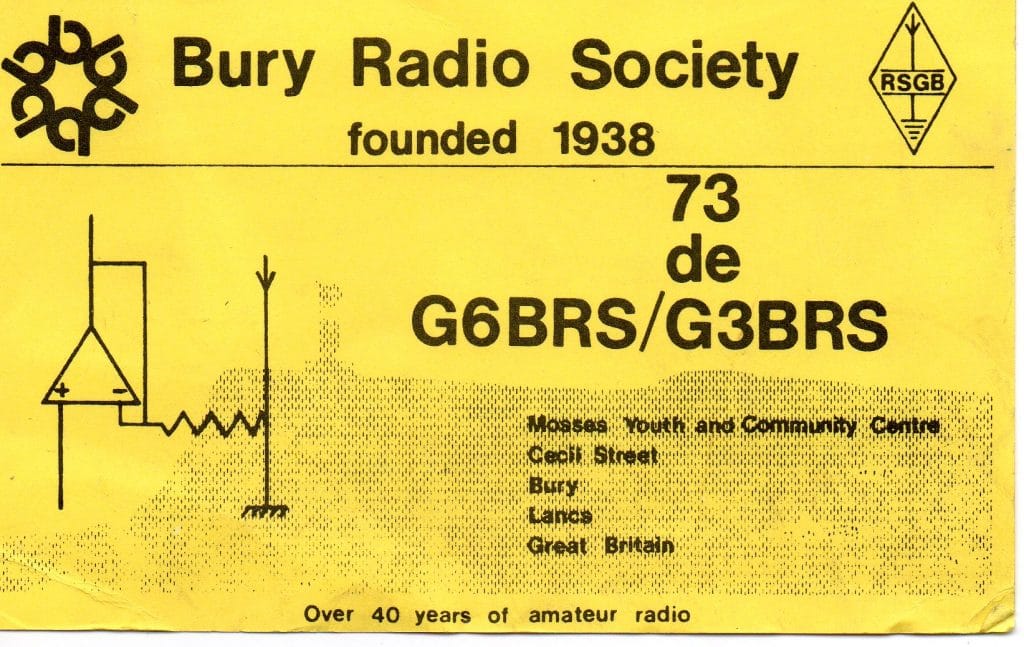 Bury Radio Society
RSGB
founded 1938
73
de
G6BRS/G3BRS
+ -
Mosses Youth and Community Centre
Cecil Street
Bury
Lancs
Great Britain
Over 40 years of amateur radio